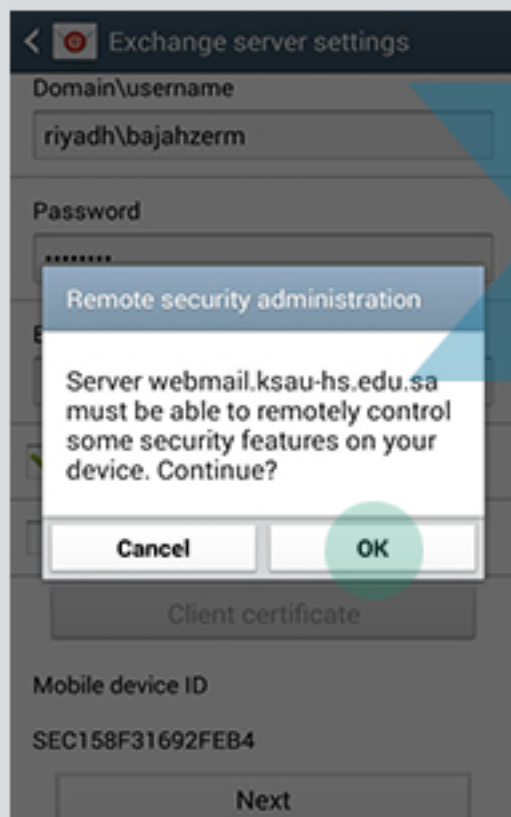 Exchange server settings
Domain\username
riyadh\bajahzerm
Password
••••••••
Remote security administration
Server webmail.ksau-hs.edu.sa
must be able to remotely control
some security features on your
device. Continue?
Cancel
OK
Client certificate
Mobile device ID
SEC158F31692FEB4
Next